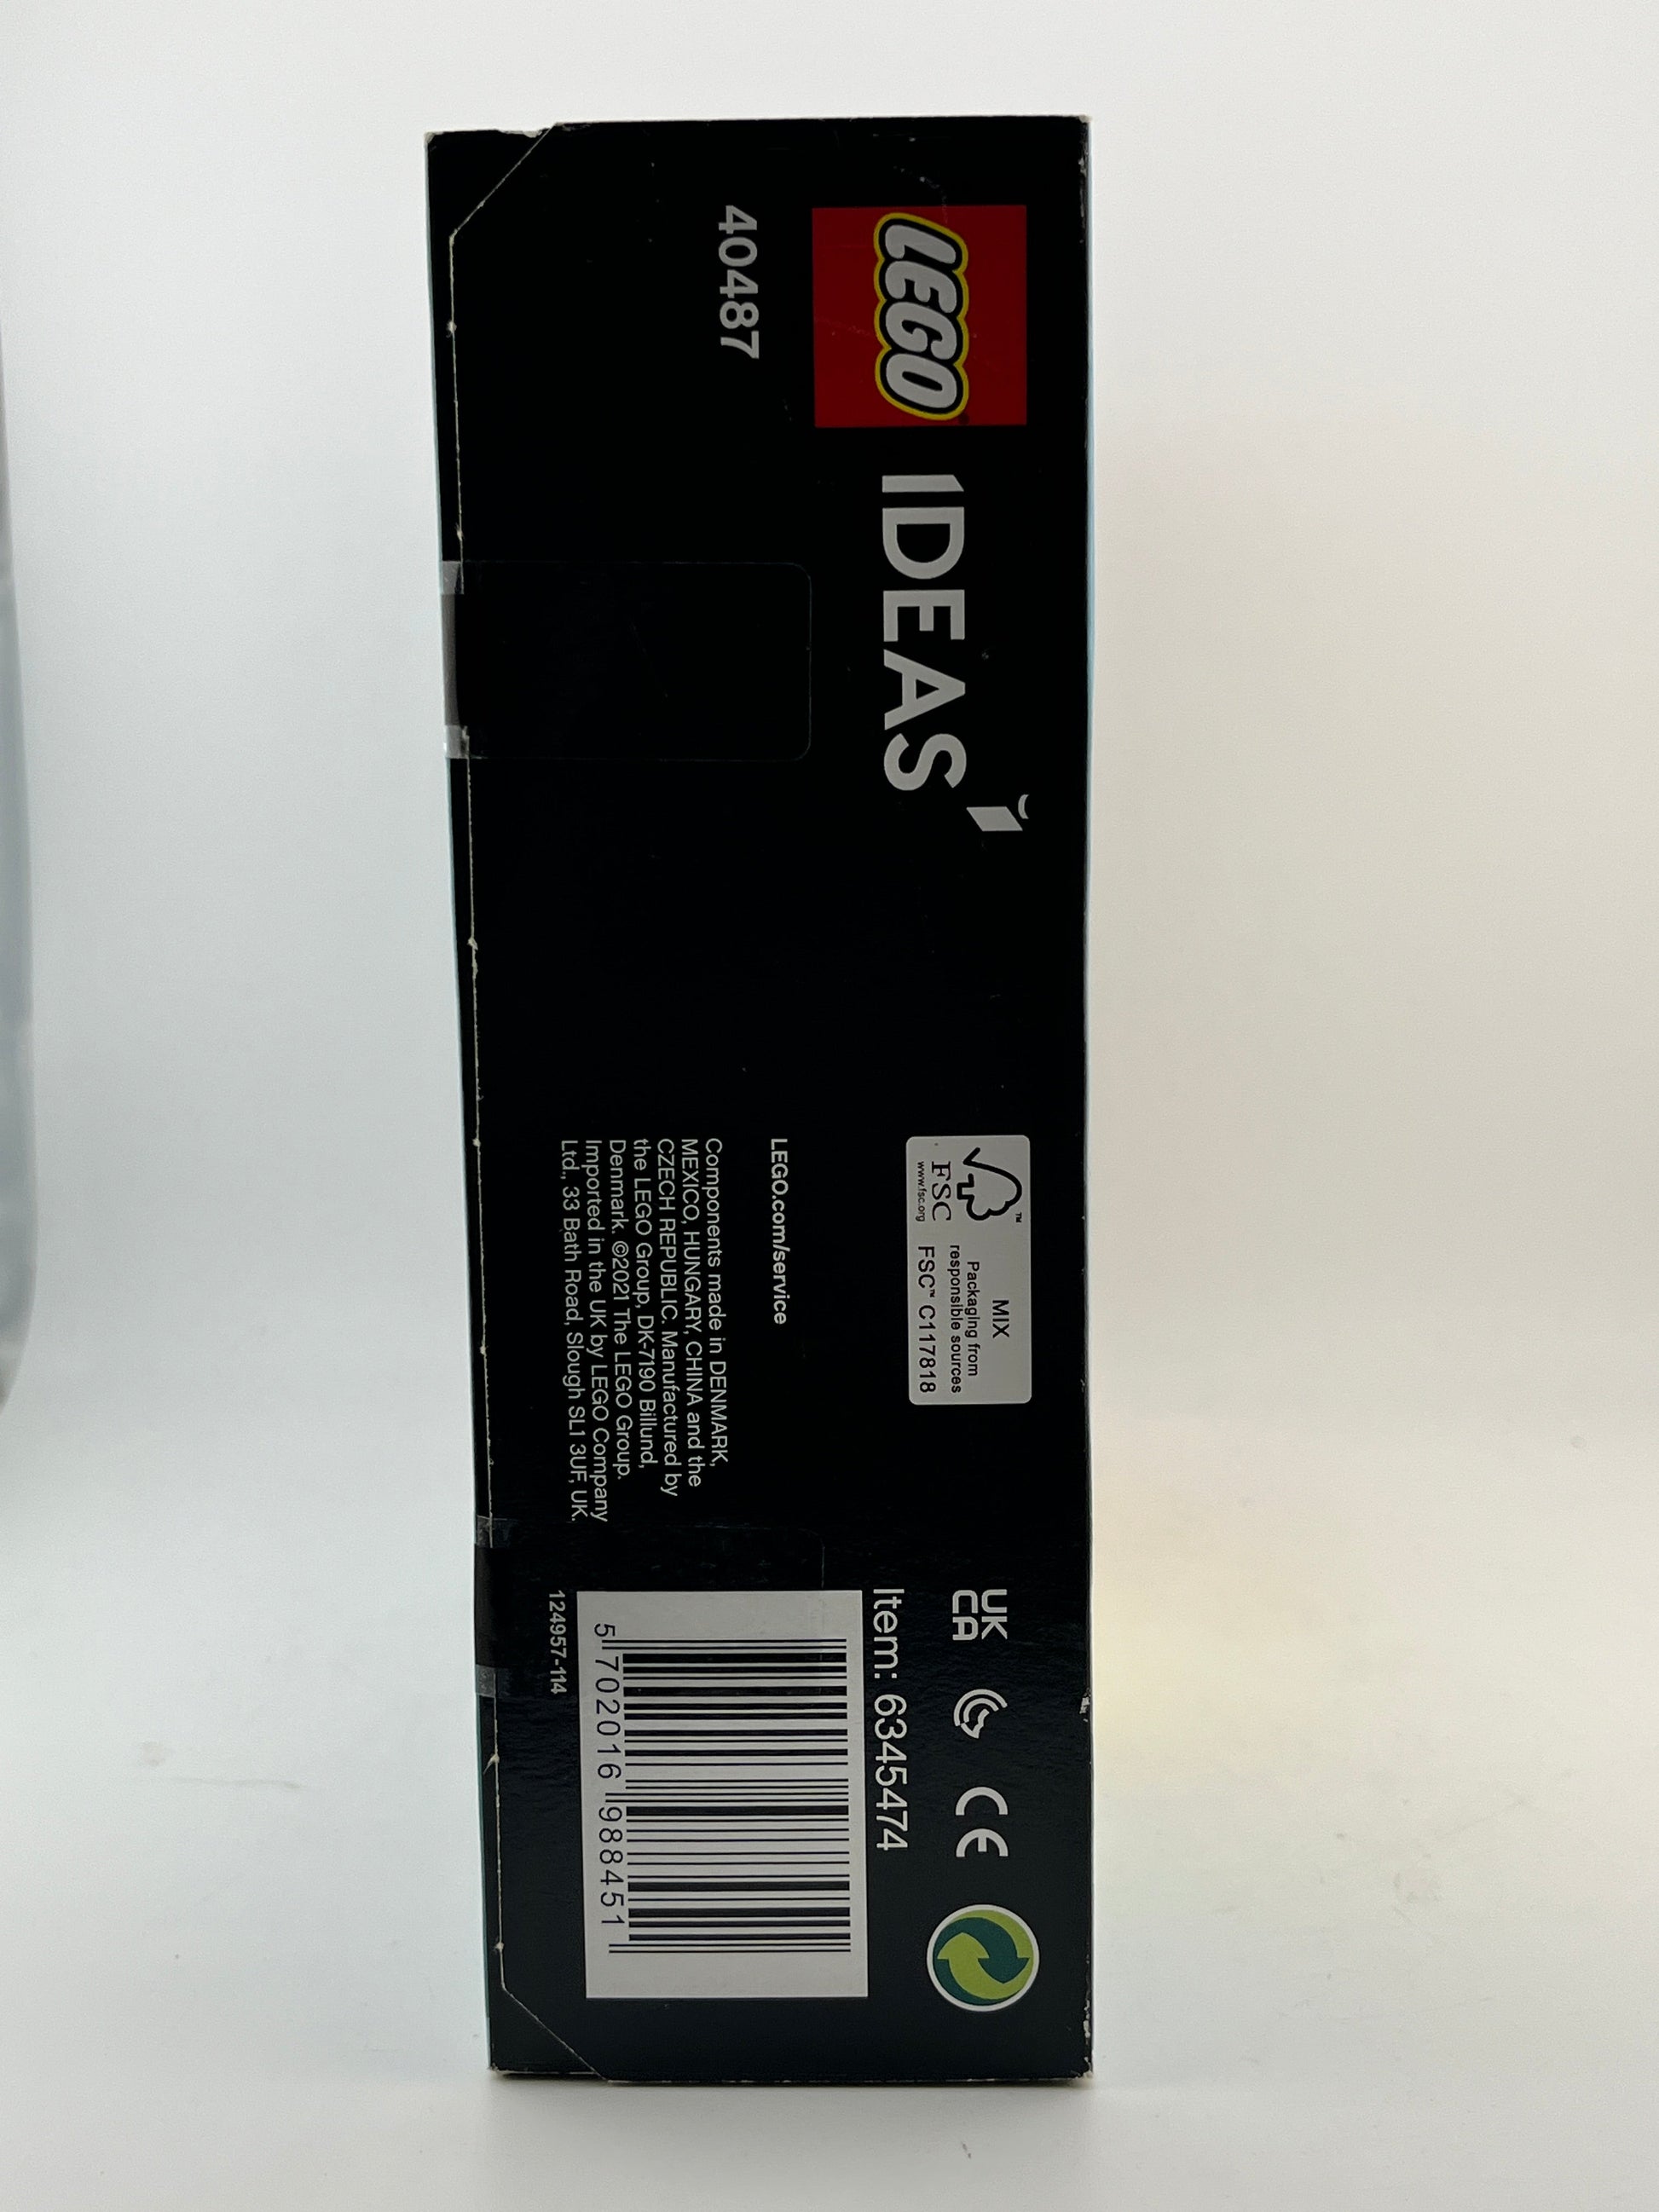 LEGO
IDEAS
40487
FSC™
www.fsc.org
MIX
Packaging from
responsible sources
FSC™ C117818
LEGO.com/service
Components made in DENMARK,
MEXICO, HUNGARY, CHINA and the
CZECH REPUBLIC. Manufactured by
the LEGO Group, DK-7190 Billund,
Denmark. ©2021 The LEGO Group.
Imported in the UK by LEGO Company
Ltd., 33 Bath Road, Slough SL1 3UF, UK.
UK
CA
CE
Item: 6345474
5 702016 988451
124957-114